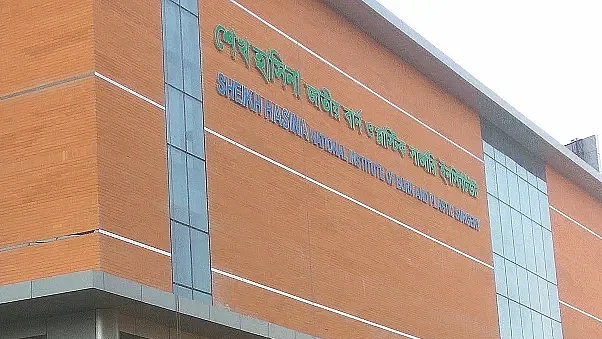 শেখ হাসিনা জাতীয় বার্ন ও প্লাস্টিক সার্জারি ইনস্টিটিউট
SHEIKH HASINA NATIONAL INSTITUTE OF BURN AND PLASTIC SURGERY